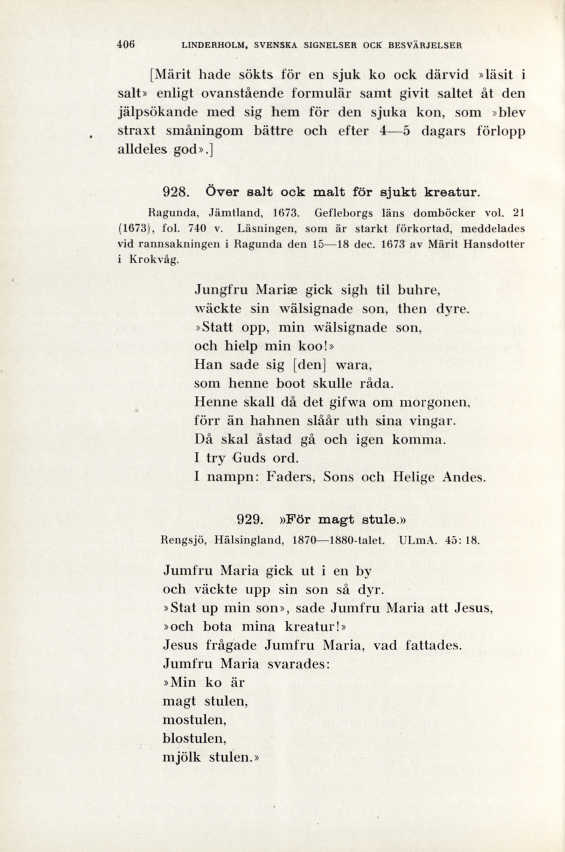 406 LINDERHOLM, SVENSKA SIGNELSER OCK BESVÄRJELSER
[Märit hade sökts för en sjuk ko ock därvid »läsit i
salt» enligt ovanstående formulär samt givit saltet åt den
jälpsökande med sig hem för den sjuka kon, som »blev
straxt småningom bättre och efter 4—5 dagars förlopp
alldeles god».]
928. Över salt ock malt för sjukt kreatur.
Ragunda, Jämtland, 1673. Gefleborgs läns domböcker vol. 21
(1673), fol. 740 v. Läsningen, som är starkt förkortad, meddelades
vid rannsakningen i Ragunda den 15—18 dec. 1673 av Märit Hansdotter
i Krokvåg.
Jungfru Mariæ gick sigh til buhre,
wäckte sin wälsignade son, then dyre.
»Statt opp, min wälsignade son,
och hielp min koo!»
Han sade sig [den] wara,
som henne boot skulle råda.
Henne skall då det gifwa om morgonen,
förr än hahnen slåår uth sina vingar.
Då skal åstad gå och igen komma.
I try Guds ord.
I nampn: Faders, Sons och Helige Andes.
929. »För magt stule.»
Rengsjö, Hälsingland, 1870—1880-talet. ULmA. 45: 18.
Jumfru Maria gick ut i en by
och väckte upp sin son så dyr.
»Stat up min son», sade Jumfru Maria att Jesus,
»och bota mina kreatur!»
Jesus frågade Jumfru Maria, vad fattades.
Jumfru Maria svarades:
»Min ko är
magt stulen,
mostulen,
blostulen,
mjölk stulen.»